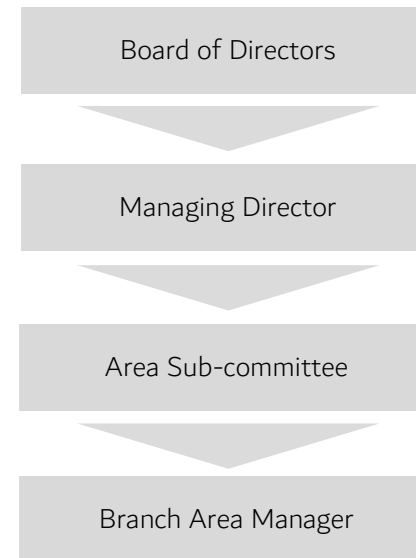 Board of Directors
Managing Director
Area Sub-committee
Branch Area Manager